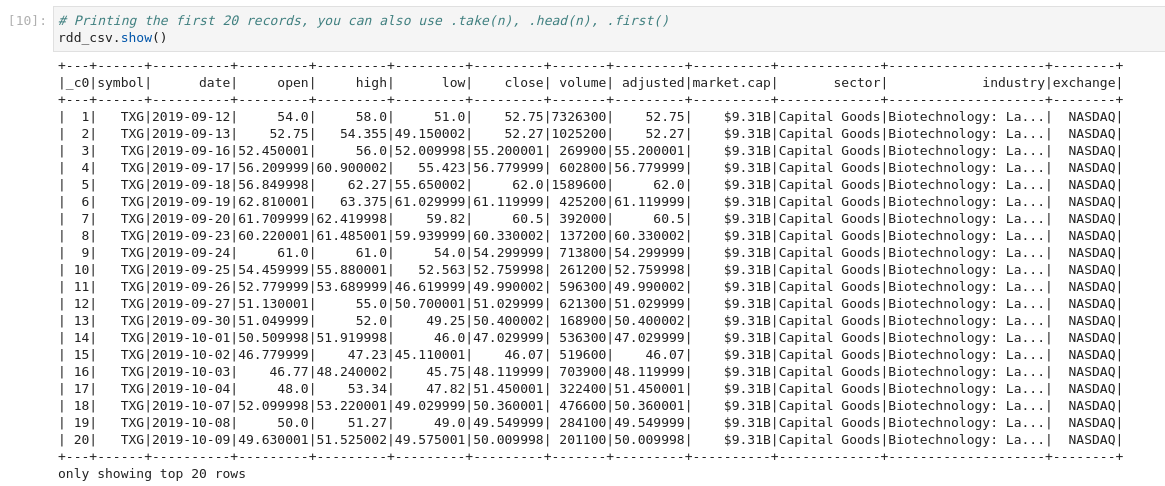 [10]: # Printing the first 20 records, you can also use .take(n), .head(n), .first()
rdd_csv.show()
+---+------+----------+---------+---------+---------+---------+-------+---------+----------+-------------+--------------------+--------+
|_c0|symbol|      date|     open|     high|      low|    close| volume| adjusted|market.cap|       sector|            industry|exchange|
+---+------+----------+---------+---------+---------+---------+-------+---------+----------+-------------+--------------------+--------+
|  1|   TXG|2019-09-12|     54.0|     58.0|     51.0|    52.75|7326300|    52.75|    $9.31B|Capital Goods|Biotechnology: La...|  NASDAQ|
|  2|   TXG|2019-09-13|    52.75|   54.355|49.150002|    52.27|1025200|    52.27|    $9.31B|Capital Goods|Biotechnology: La...|  NASDAQ|
|  3|   TXG|2019-09-16|52.450001|     56.0|52.009998|55.200001| 269900|55.200001|    $9.31B|Capital Goods|Biotechnology: La...|  NASDAQ|
|  4|   TXG|2019-09-17|56.209999|60.900002|   55.423|56.779999| 602800|56.779999|    $9.31B|Capital Goods|Biotechnology: La...|  NASDAQ|
|  5|   TXG|2019-09-18|56.849998|    62.27|55.650002|     62.0|1589600|     62.0|    $9.31B|Capital Goods|Biotechnology: La...|  NASDAQ|
|  6|   TXG|2019-09-19|62.810001|   63.375|61.029999|61.119999| 425200|61.119999|    $9.31B|Capital Goods|Biotechnology: La...|  NASDAQ|
|  7|   TXG|2019-09-20|61.709999|62.419998|    59.82|     60.5| 392000|     60.5|    $9.31B|Capital Goods|Biotechnology: La...|  NASDAQ|
|  8|   TXG|2019-09-23|60.220001|61.485001|59.939999|60.330002| 137200|60.330002|    $9.31B|Capital Goods|Biotechnology: La...|  NASDAQ|
|  9|   TXG|2019-09-24|     61.0|     61.0|     54.0|54.299999| 713800|54.299999|    $9.31B|Capital Goods|Biotechnology: La...|  NASDAQ|
| 10|   TXG|2019-09-25|54.459999|55.880001|   52.563|52.759998| 261200|52.759998|    $9.31B|Capital Goods|Biotechnology: La...|  NASDAQ|
| 11|   TXG|2019-09-26|52.779999|53.689999|46.619999|49.990002| 596300|49.990002|    $9.31B|Capital Goods|Biotechnology: La...|  NASDAQ|
| 12|   TXG|2019-09-27|51.130001|     55.0|50.700001|51.029999| 621300|51.029999|    $9.31B|Capital Goods|Biotechnology: La...|  NASDAQ|
| 13|   TXG|2019-09-30|51.049999|     52.0|    49.25|50.400002| 168900|50.400002|    $9.31B|Capital Goods|Biotechnology: La...|  NASDAQ|
| 14|   TXG|2019-10-01|50.509998|51.919998|     46.0|47.029999| 536300|47.029999|    $9.31B|Capital Goods|Biotechnology: La...|  NASDAQ|
| 15|   TXG|2019-10-02|46.779999|    47.23|45.110001|    46.07| 519600|    46.07|    $9.31B|Capital Goods|Biotechnology: La...|  NASDAQ|
| 16|   TXG|2019-10-03|    46.77|48.240002|    45.75|48.119999| 703900|48.119999|    $9.31B|Capital Goods|Biotechnology: La...|  NASDAQ|
| 17|   TXG|2019-10-04|     48.0|    53.34|    47.82|51.450001| 322400|51.450001|    $9.31B|Capital Goods|Biotechnology: La...|  NASDAQ|
| 18|   TXG|2019-10-07|52.099998|53.220001|49.029999|50.360001| 476600|50.360001|    $9.31B|Capital Goods|Biotechnology: La...|  NASDAQ|
| 19|   TXG|2019-10-08|     50.0|    51.27|     49.0|49.549999| 284100|49.549999|    $9.31B|Capital Goods|Biotechnology: La...|  NASDAQ|
| 20|   TXG|2019-10-09|49.630001|51.525002|49.575001|50.009998| 201100|50.009998|    $9.31B|Capital Goods|Biotechnology: La...|  NASDAQ|
+---+------+----------+---------+---------+---------+---------+-------+---------+----------+-------------+--------------------+--------+
only showing top 20 rows